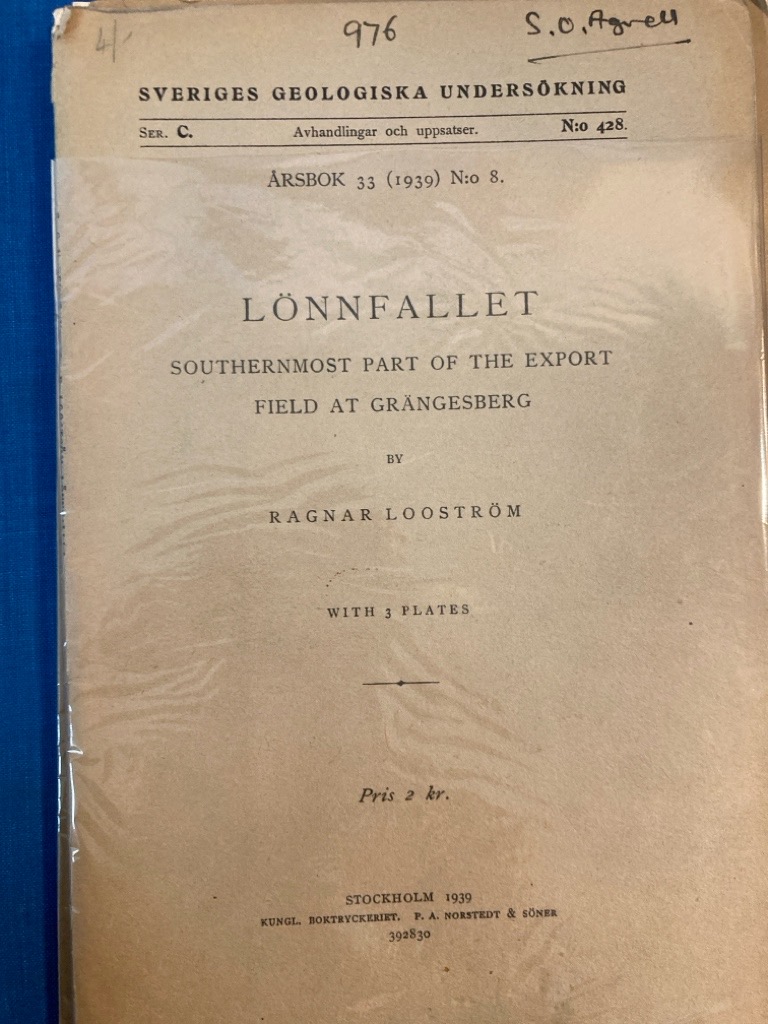 4/-
976
S.O. Agrell
SVERIGES GEOLOGISKA UNDERSÖKNING
SER. C. Avhandlingar och uppsatser. N:o 428.
ÅRSBOK 33 (1939) N:o 8.
LÖNNFALLET
SOUTHERNMOST PART OF THE EXPORT
FIELD AT GRÄNGESBERG
BY
RAGNAR LOOSTRÖM
WITH 3 PLATES
Pris 2 kr.
STOCKHOLM 1939
KUNGL. BOKTRYCKERIET. P. A. NORSTEDT & SÖNER
392830